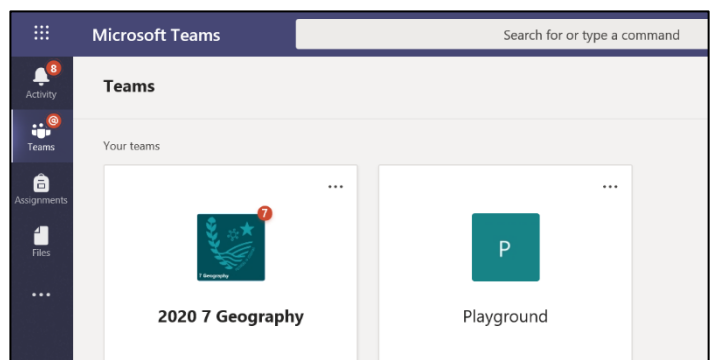 Microsoft Teams
Search for or type a command
8
Activity
Teams
@
Teams
Your teams
Assignments
Files
7
7 Geography
2020 7 Geography
P
Playground